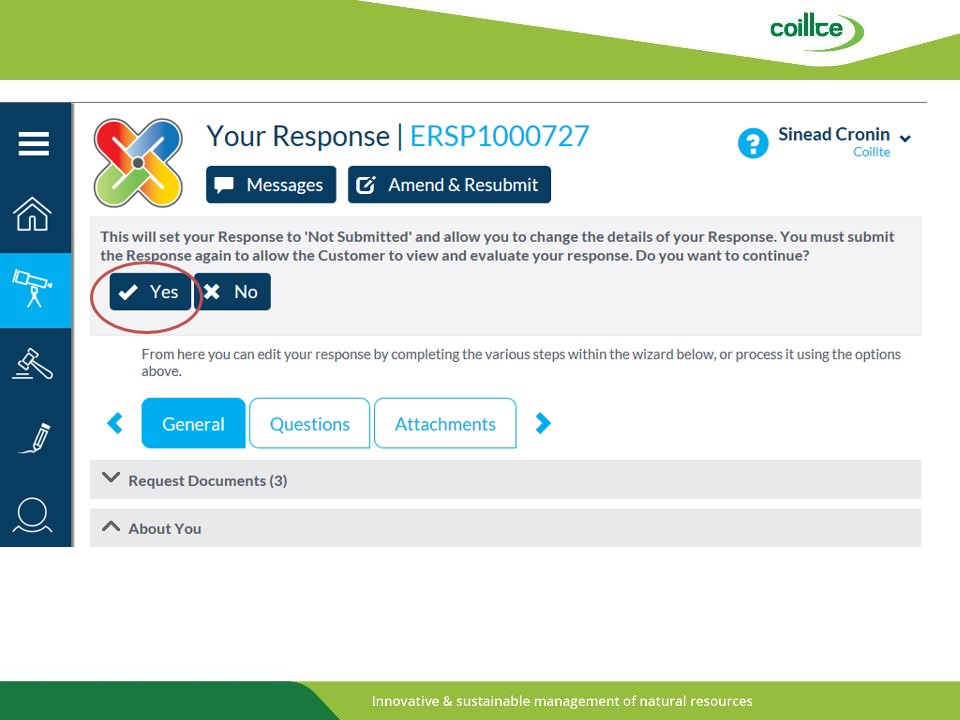 coillte
Your Response | ERSP1000727
Sinead Cronin
Coillte
?
Messages
Amend & Resubmit
This will set your Response to 'Not Submitted' and allow you to change the details of your Response. You must submit
the Response again to allow the Customer to view and evaluate your response. Do you want to continue?
Yes
No
From here you can edit your response by completing the various steps within the wizard below, or process it using the options
above.
General
Questions
Attachments
Request Documents (3)
About You
Innovative & sustainable management of natural resources